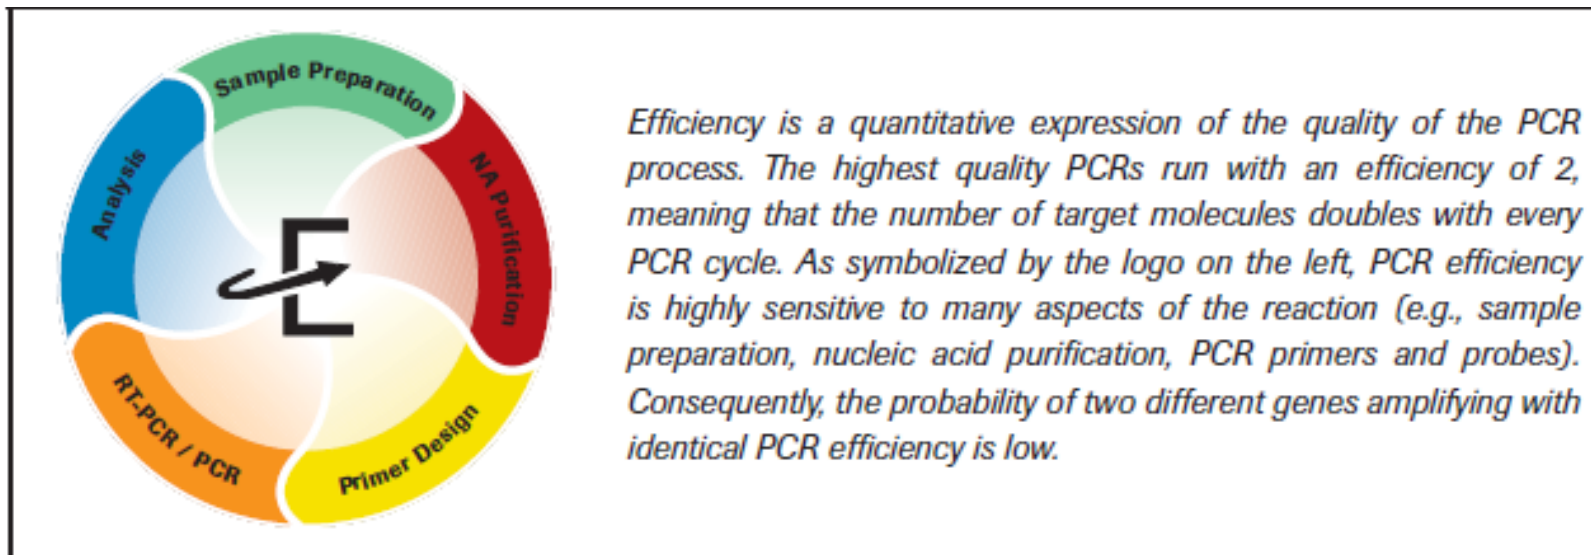 Sample Preparation
NA Purification
Primer Design
RT-PCR / PCR
Analysis
E
Efficiency is a quantitative expression of the quality of the PCR
process. The highest quality PCRs run with an efficiency of 2,
meaning that the number of target molecules doubles with every
PCR cycle. As symbolized by the logo on the left, PCR efficiency
is highly sensitive to many aspects of the reaction (e.g., sample
preparation, nucleic acid purification, PCR primers and probes).
Consequently, the probability of two different genes amplifying with
identical PCR efficiency is low.